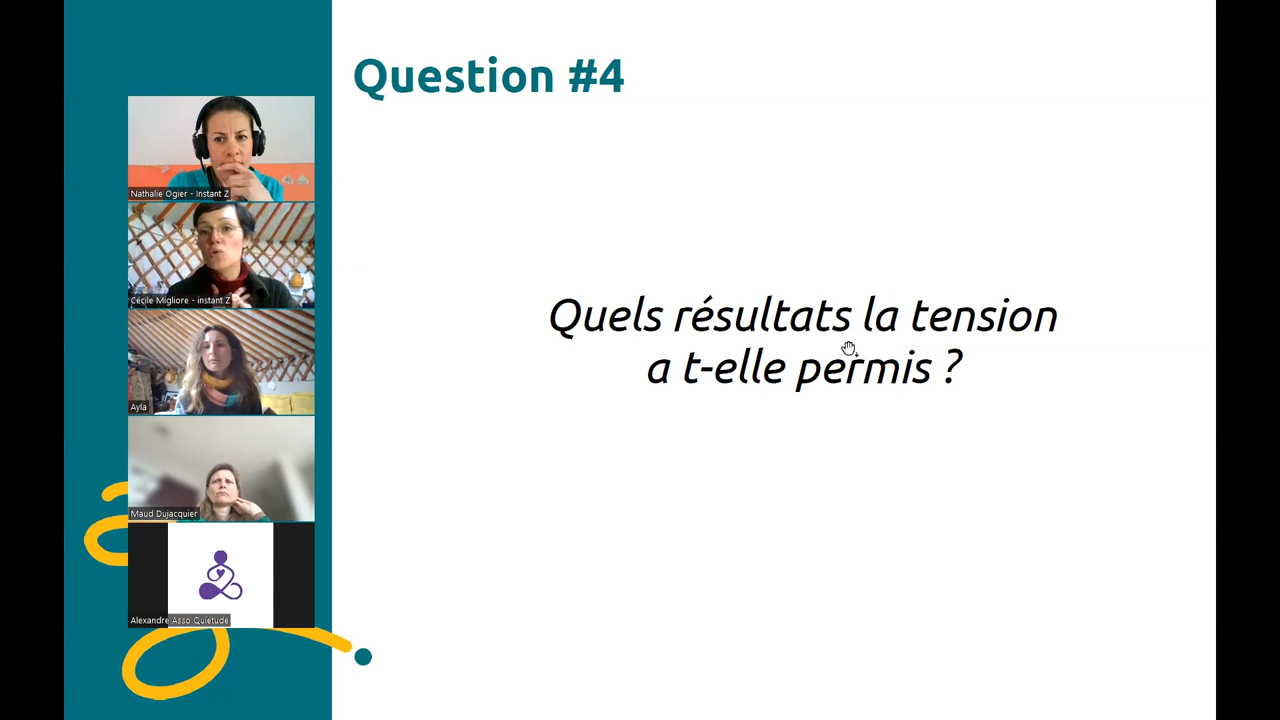 Question #4
Nathalie Ogier - Instant Z
Cécile Migliore - instant Z
Ayla
Maud Dujacquier
Alexandre Asso Quiétude
Quels résultats la tension
a t-elle permis ?